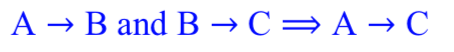 A → B and B → C ⟹ A → C